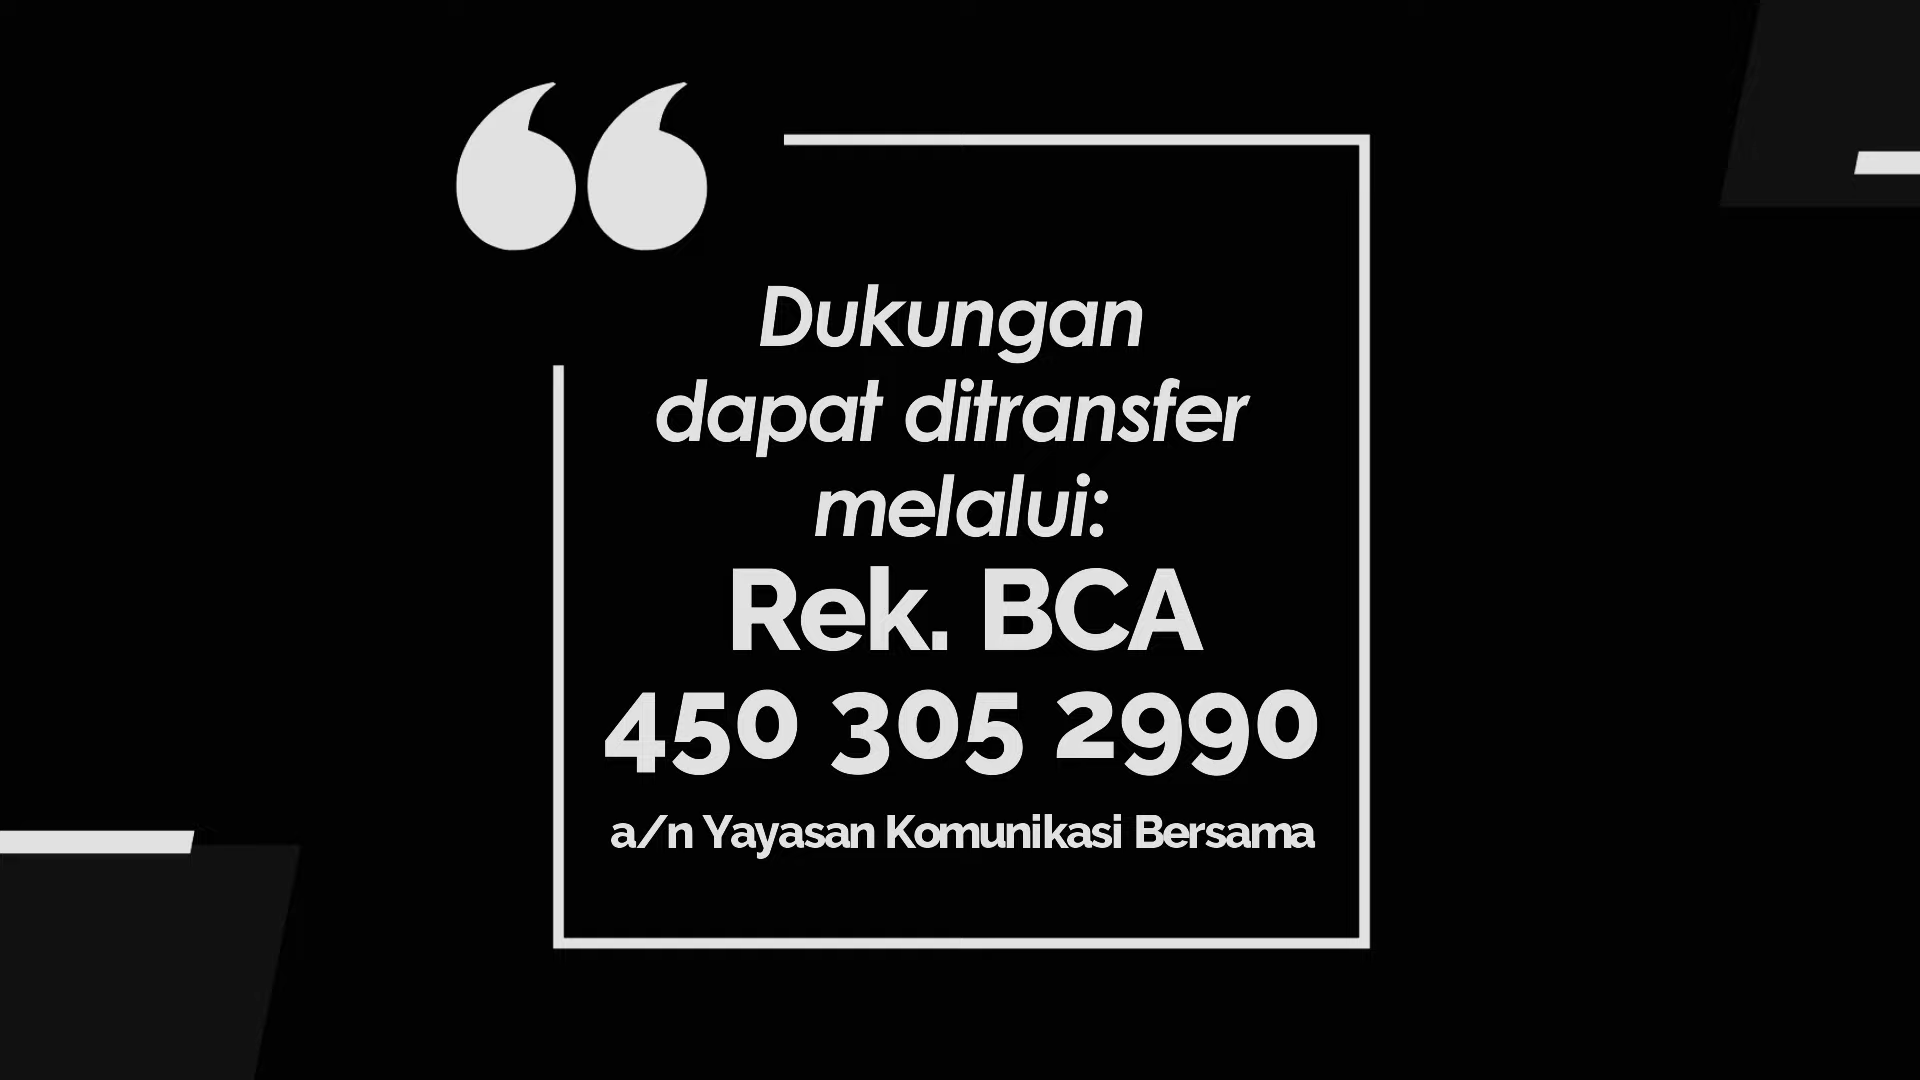 Dukungan
dapat ditransfer
melalui:
Rek. BCA
450 305 2990
a/n Yayasan Komunikasi Bersama